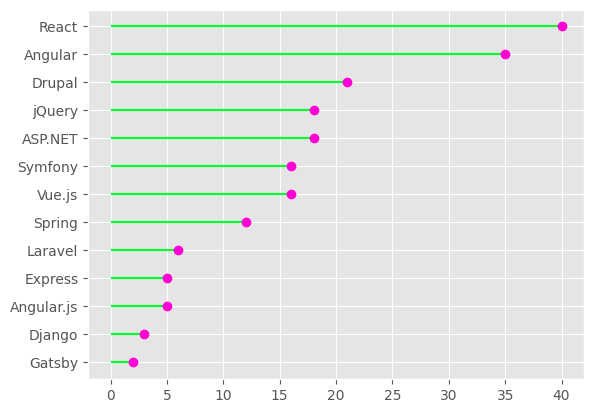 React
Angular
Drupal
jQuery
ASP.NET
Symfony
Vue.js
Spring
Laravel
Express
Angular.js
Django
Gatsby
0 5 10 15 20 25 30 35 40